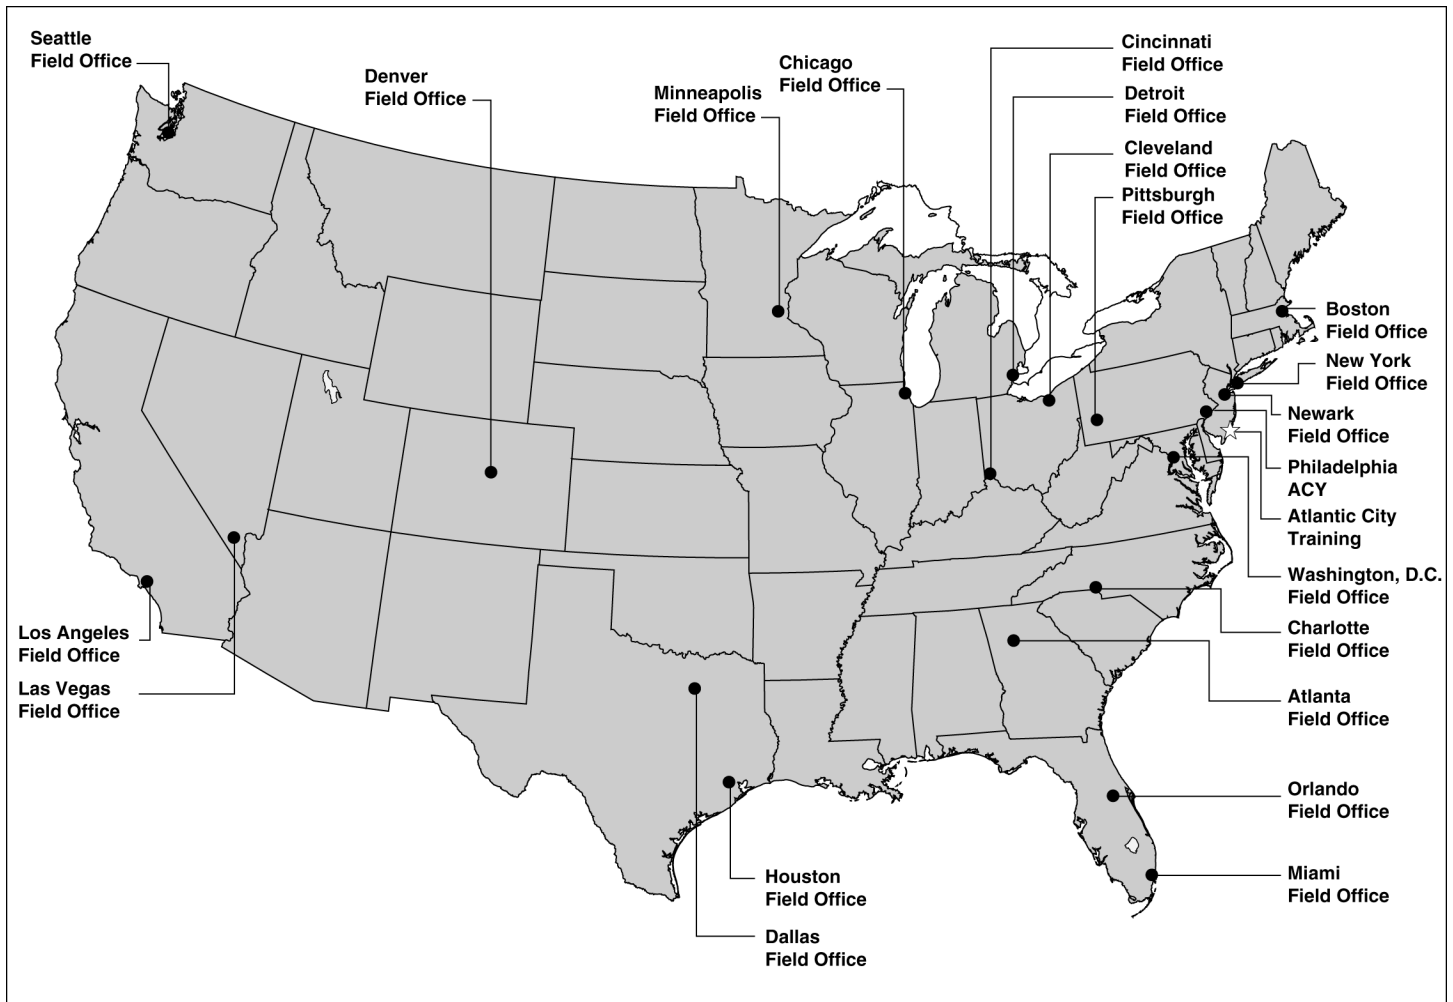 Seattle
Field Office
Denver
Field Office
Minneapolis
Field Office
Chicago
Field Office
Cincinnati
Field Office
Detroit
Field Office
Cleveland
Field Office
Pittsburgh
Field Office
Boston
Field Office
New York
Field Office
Newark
Field Office
Philadelphia
ACY
Atlantic City
Training
Washington, D.C.
Field Office
Charlotte
Field Office
Atlanta
Field Office
Orlando
Field Office
Miami
Field Office
Los Angeles
Field Office
Las Vegas
Field Office
Houston
Field Office
Dallas
Field Office